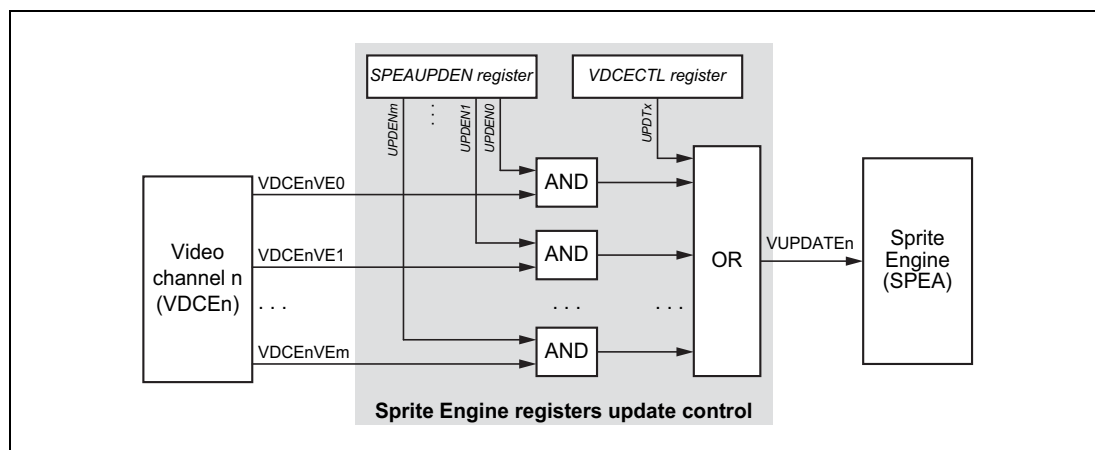 SPEAUPDEN register
VDCECTL register
UPDENm
. . .
UPDEN1
UPDEN0
UPDTx
Video
channel n
(VDCEn)
VDCEnVE0
VDCEnVE1
. . .
VDCEnVEm
AND
AND
. . .
AND
. . .
OR
VUPDATEn
Sprite
Engine
(SPEA)
Sprite Engine registers update control